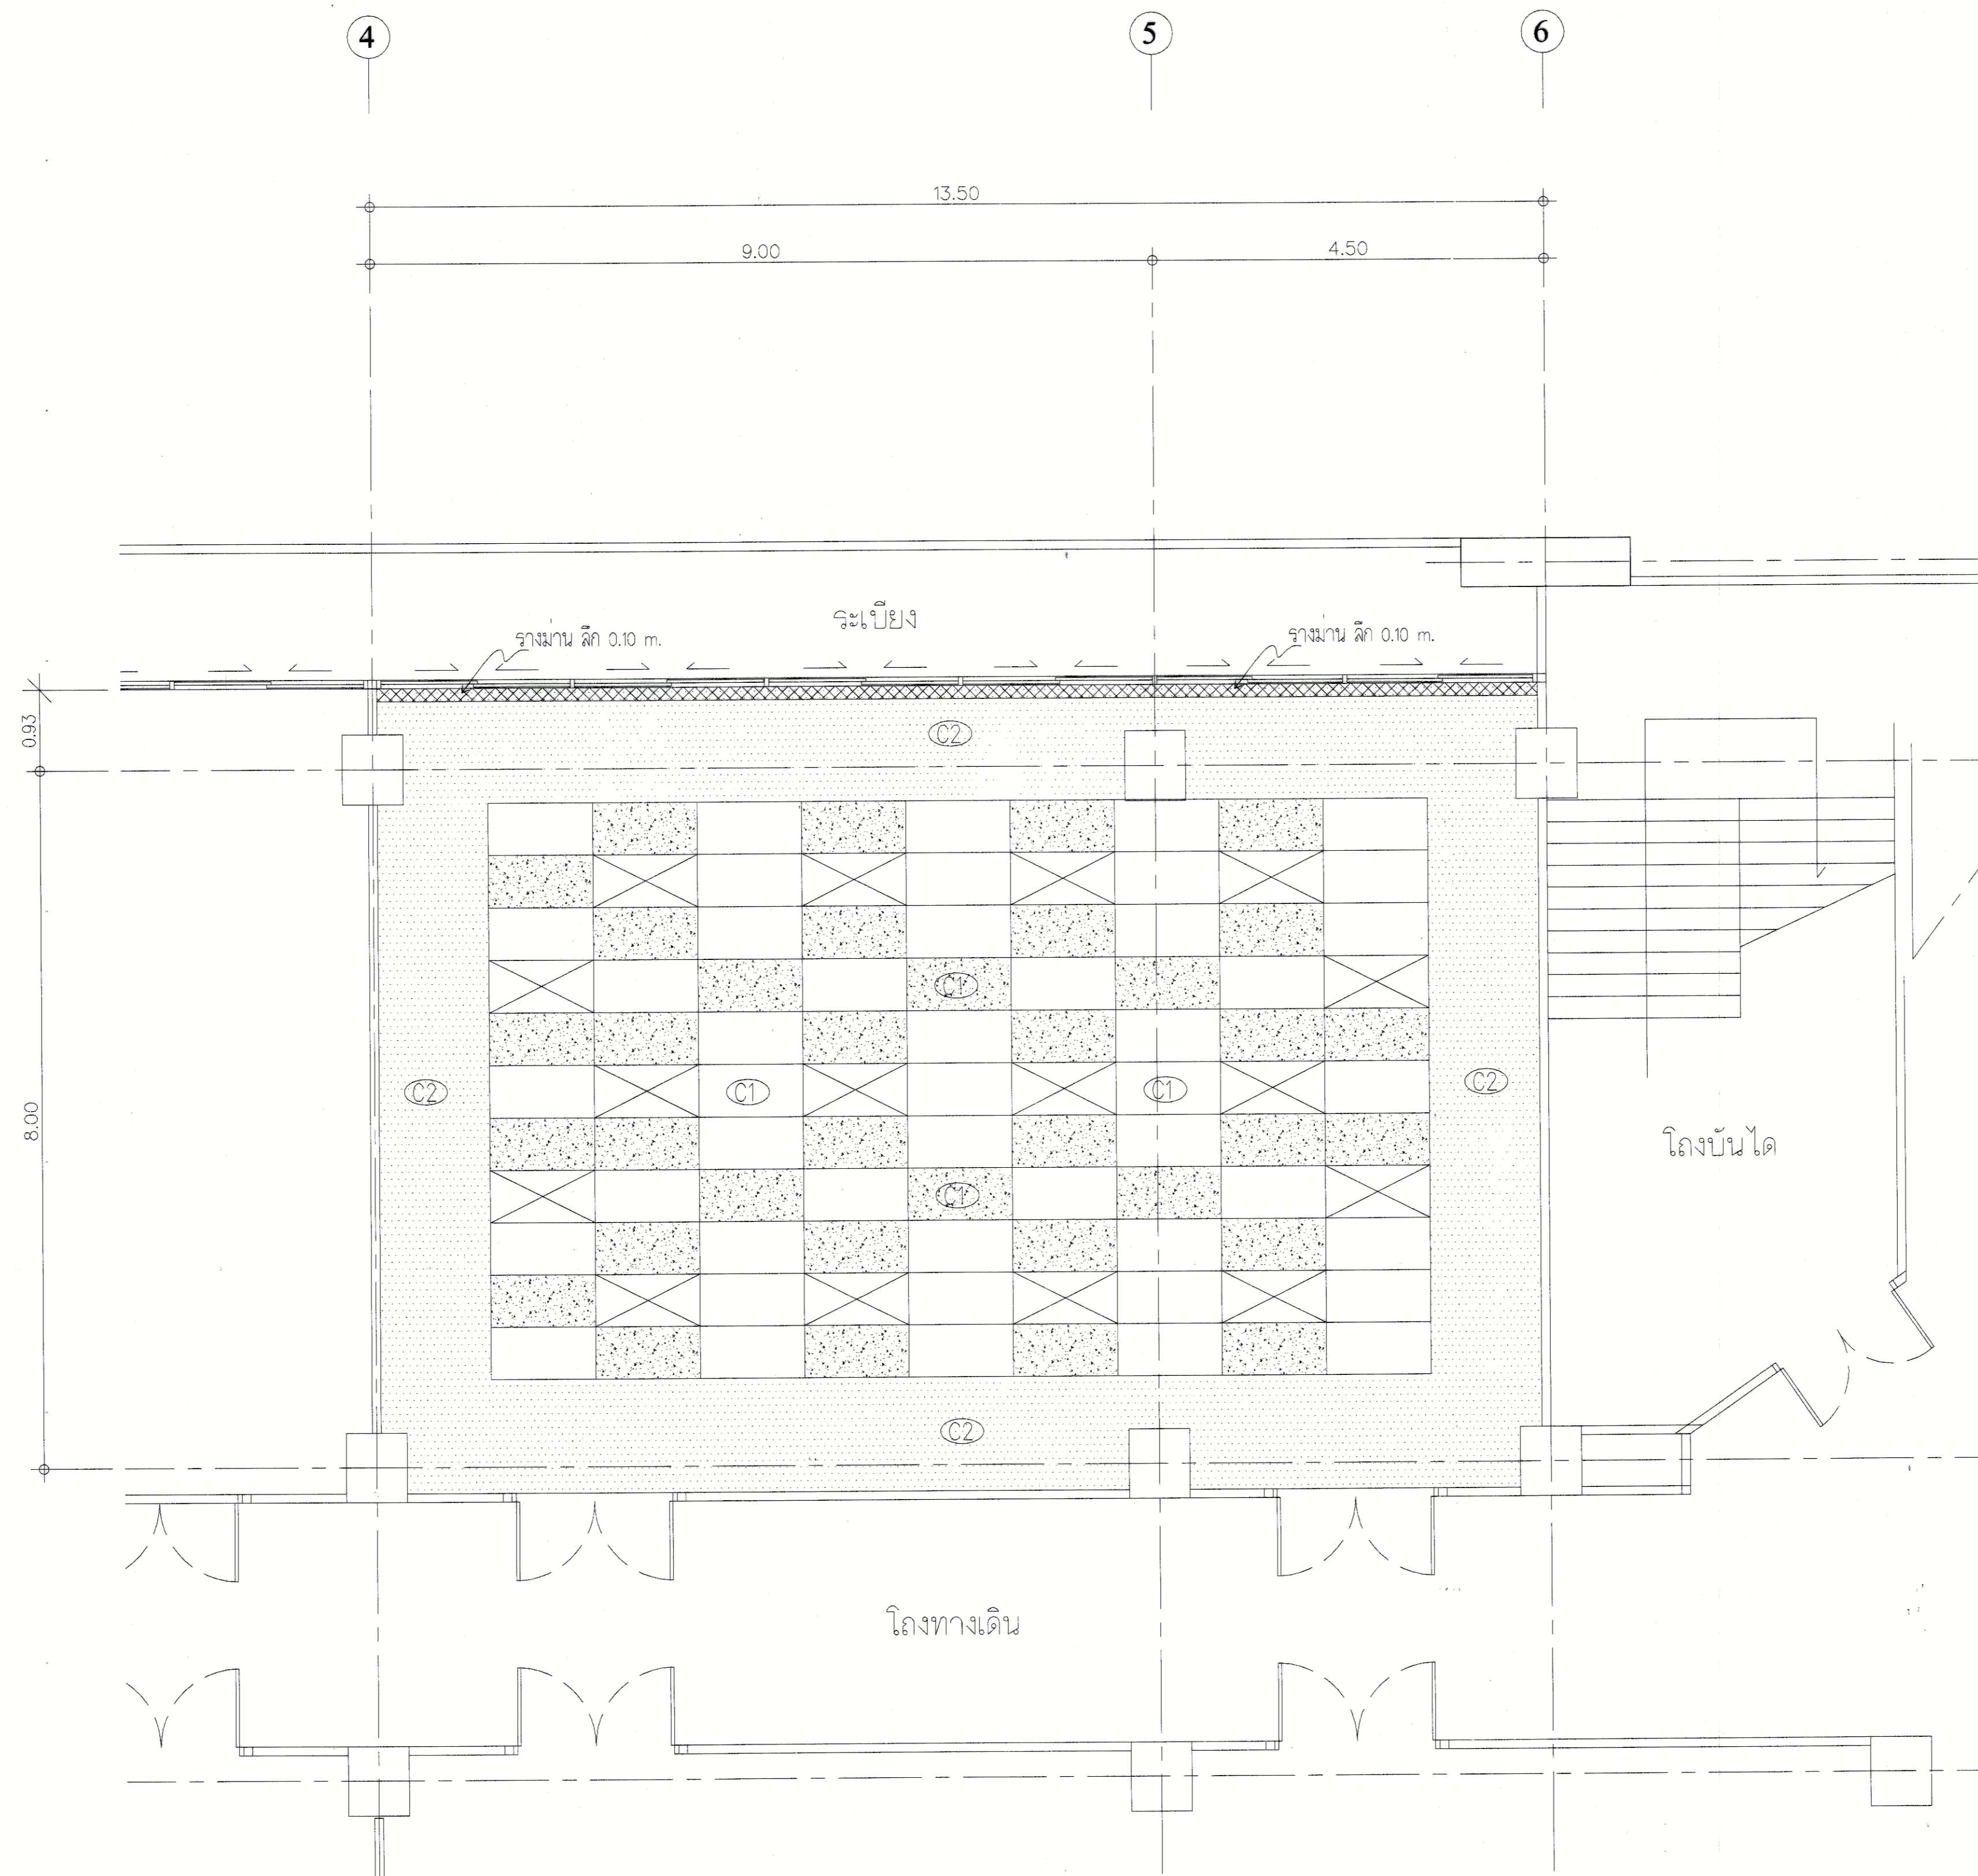 4
5
6
13.50
9.00
4.50
ระเบียง
รางม่าน ลึก 0.10 m.
รางม่าน ลึก 0.10 m.
0.93
C2
C1
8.00
C2
C1
C1
C2
โถงบันได
C1
C2
โถงทางเดิน